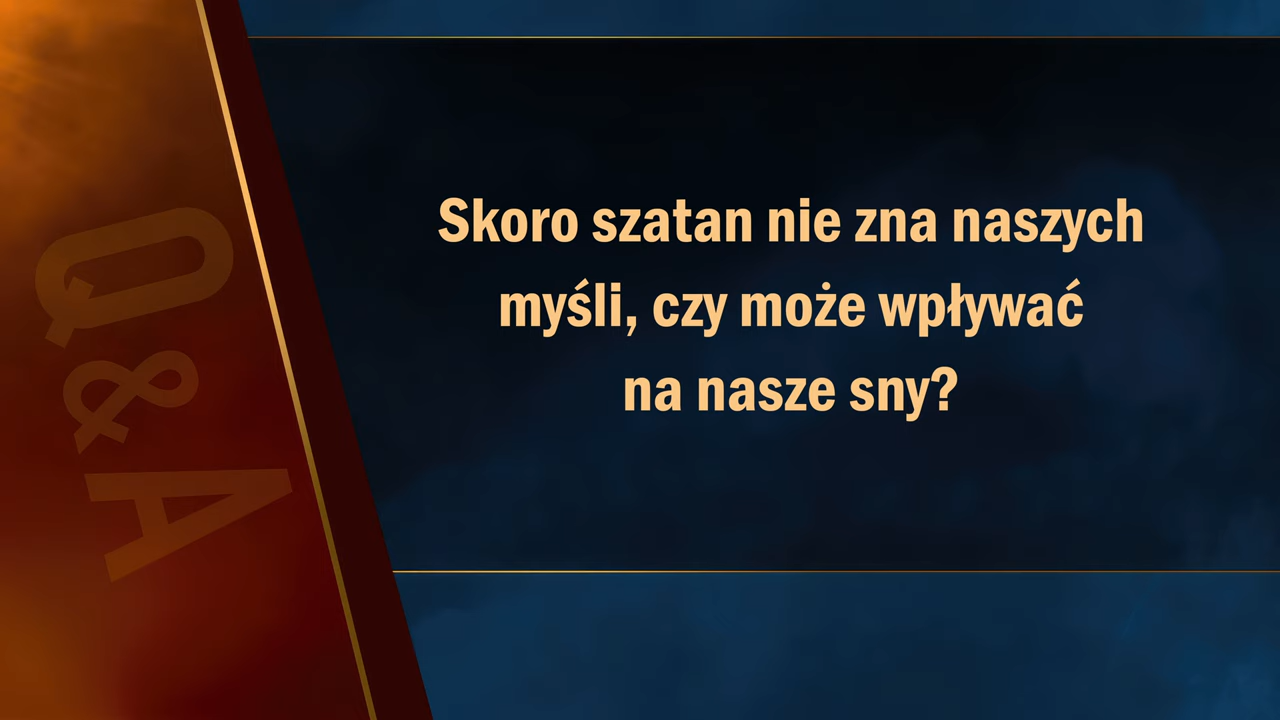 Q&A
Skoro szatan nie zna naszych
myśli, czy może wpływać
na nasze sny?